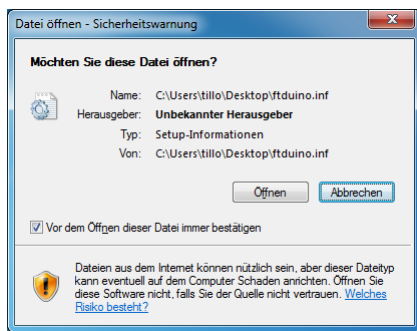 Datei öffnen - Sicherheitswarnung
Möchten Sie diese Datei öffnen?
Name: C:\Users\tillo\Desktop\ftduino.inf
Herausgeber: Unbekannter Herausgeber
Typ: Setup-Informationen
Von: C:\Users\tillo\Desktop\ftduino.inf
Öffnen Abbrechen
Vor dem Öffnen dieser Datei immer bestätigen
Dateien aus dem Internet können nützlich sein, aber dieser Dateityp
kann eventuell auf dem Computer Schaden anrichten. Öffnen Sie
diese Software nicht, falls Sie der Quelle nicht vertrauen. Welches
Risiko besteht?